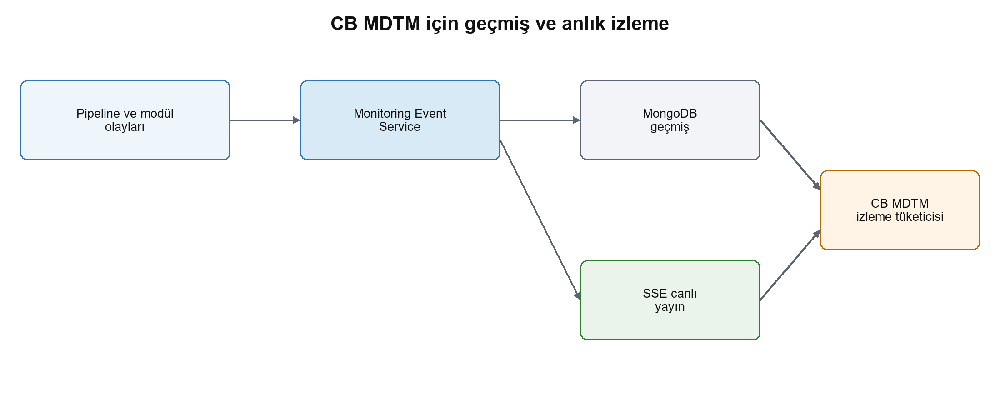 CB MDTM için geçmiş ve anlık izleme
Pipeline ve modül
olayları
Monitoring Event
Service
MongoDB
geçmiş
CB MDTM
izleme tüketicisi
SSE canlı
yayın